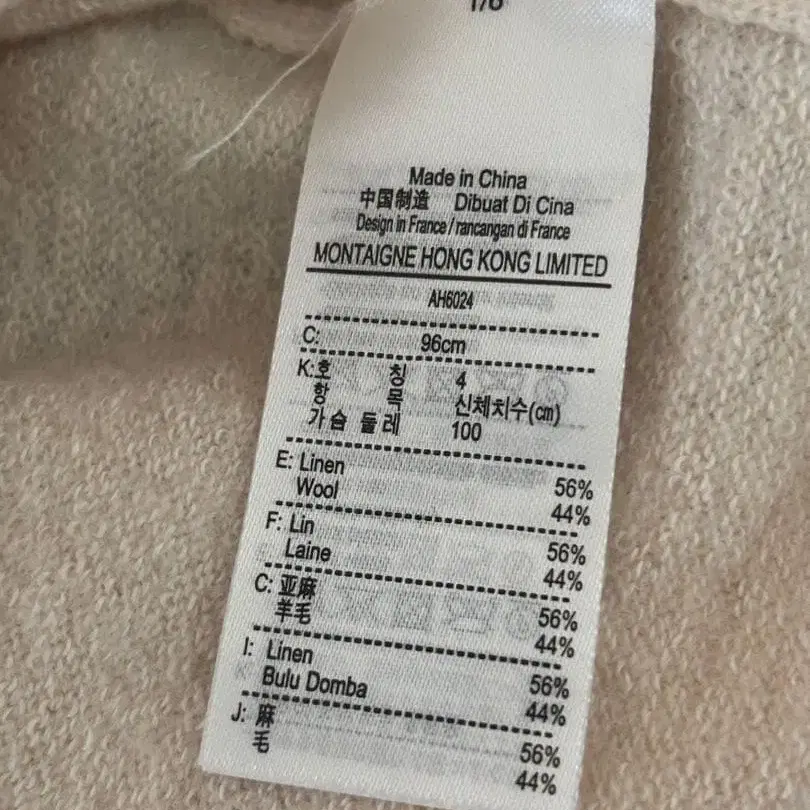 1/6
Made in China
中国制造 Dibuat Di Cina
Design in France / rancangan di France
MONTAIGNE HONG KONG LIMITED
AH6024
C: 96cm
K:호 칭 4
항 목 신체치수(cm)
가슴 둘레 100
E: Linen 56%
Wool 44%
F: Lin 56%
Laine 44%
C: 亚麻 56%
羊毛 44%
I: Linen 56%
Bulu Domba 44%
J: 麻 56%
毛 44%